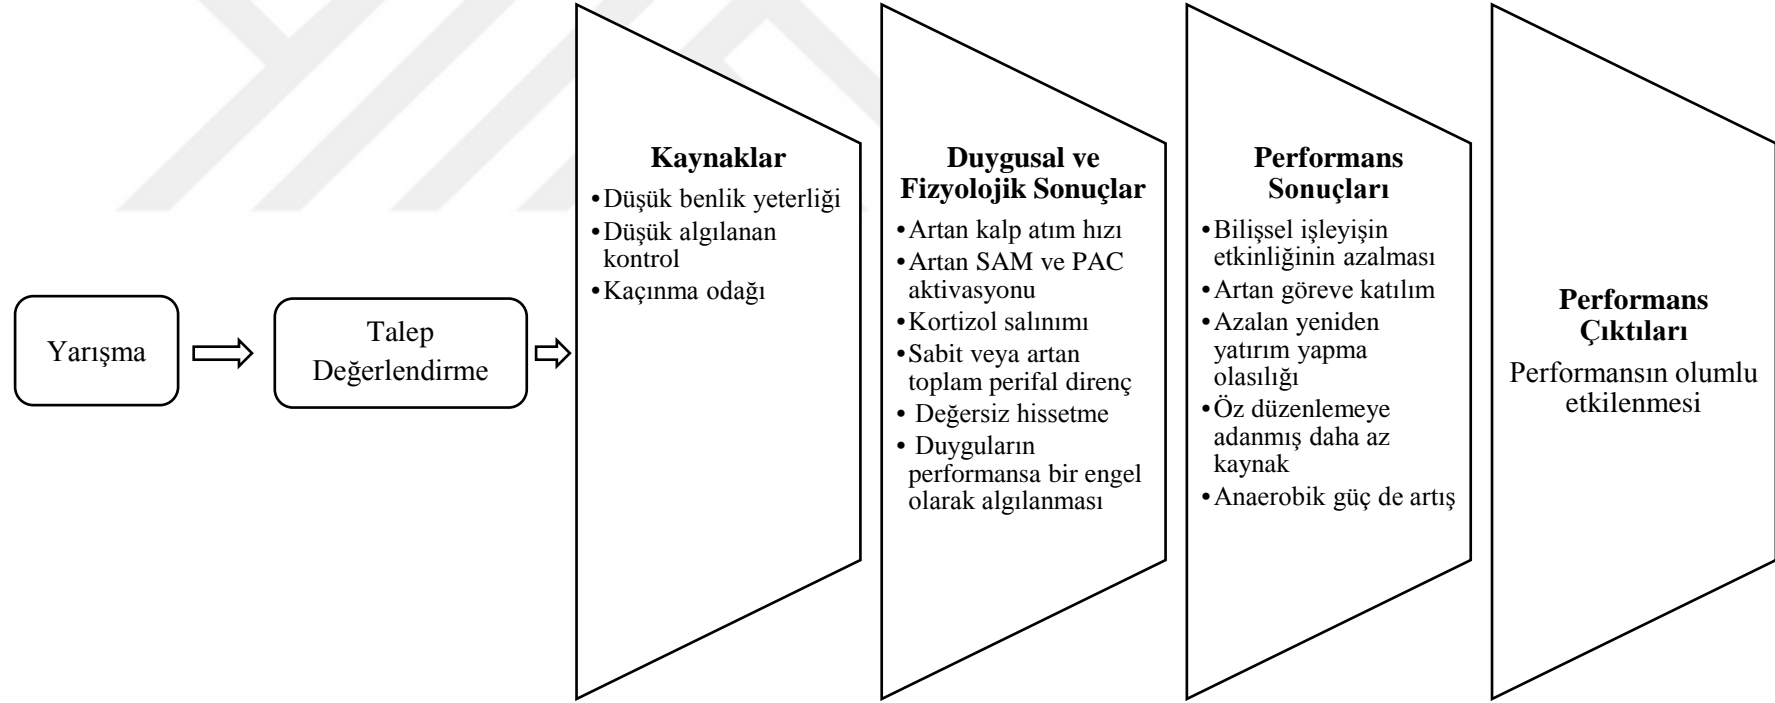 Yarışma
Talep
Değerlendirme
Kaynaklar
•Düşük benlik yeterliği
•Düşük algılanan
kontrol
•Kaçınma odağı
Duygusal ve
Fizyolojik Sonuçlar
•Artan kalp atım hızı
•Artan SAM ve PAC
aktivasyonu
•Kortizol salınımı
•Sabit veya artan
toplam perifal direnç
• Değersiz hissetme
• Duyguların
performansa bir engel
olarak algılanması
Performans
Sonuçları
•Bilişsel işleyişin
etkinliğinin azalması
•Artan göreve katılım
•Azalan yeniden
yatırım yapma
olasılığı
•Öz düzenlemeye
adanmış daha az
kaynak
•Anaerobik güç de artış
Performans
Çıktıları
Performansın olumlu
etkilenmesi